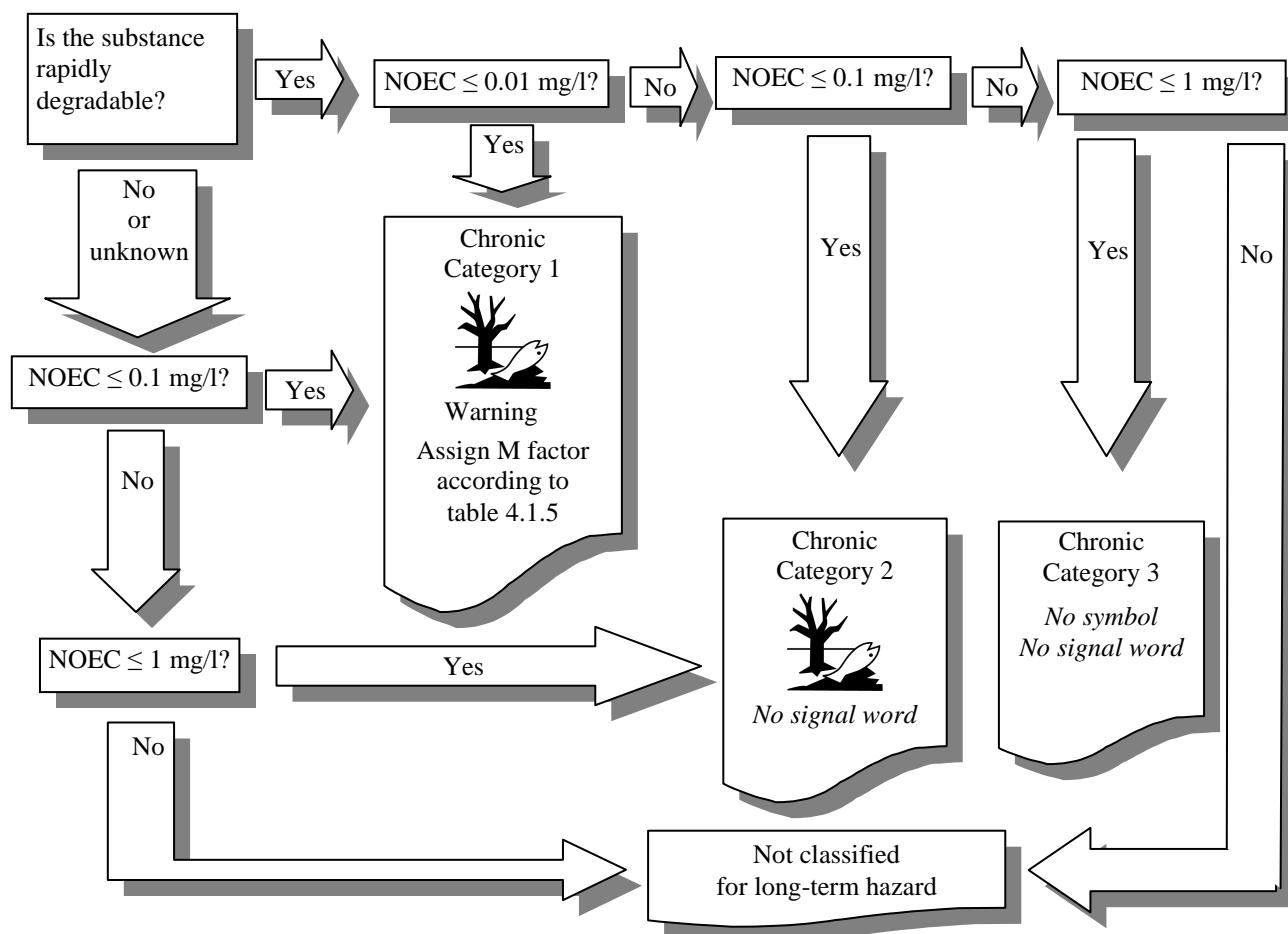 Is the substance
rapidly
degradable?
Yes
NOEC ≤ 0.01 mg/l?
No
NOEC ≤ 0.1 mg/l?
No
NOEC ≤ 1 mg/l?
No
or
unknown
Yes
Chronic
Category 1
Warning
Assign M factor
according to
table 4.1.5
Yes
Yes
No
NOEC ≤ 0.1 mg/l?
Yes
No
Chronic
Category 2
No signal word
Chronic
Category 3
No symbol
No signal word
NOEC ≤ 1 mg/l?
Yes
No
Not classified
for long-term hazard